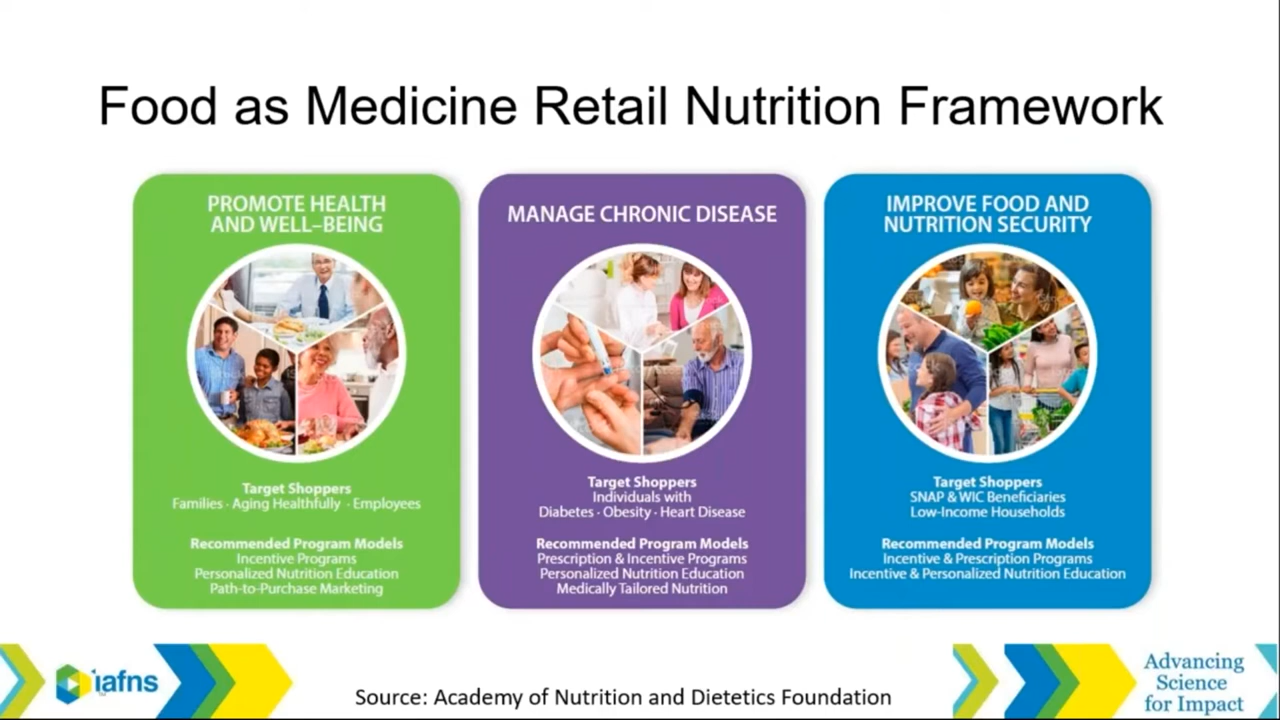 Food as Medicine Retail Nutrition Framework
PROMOTE HEALTH
AND WELL–BEING
Target Shoppers
Families · Aging Healthfully · Employees
Recommended Program Models
Incentive Programs
Personalized Nutrition Education
Path-to-Purchase Marketing
MANAGE CHRONIC DISEASE
Target Shoppers
Individuals with
Diabetes · Obesity · Heart Disease
Recommended Program Models
Prescription & Incentive Programs
Personalized Nutrition Education
Medically Tailored Nutrition
IMPROVE FOOD AND
NUTRITION SECURITY
Target Shoppers
SNAP & WIC Beneficiaries
Low-Income Households
Recommended Program Models
Incentive & Prescription Programs
Incentive & Personalized Nutrition Education
iafns
Source: Academy of Nutrition and Dietetics Foundation
Advancing
Science
for Impact